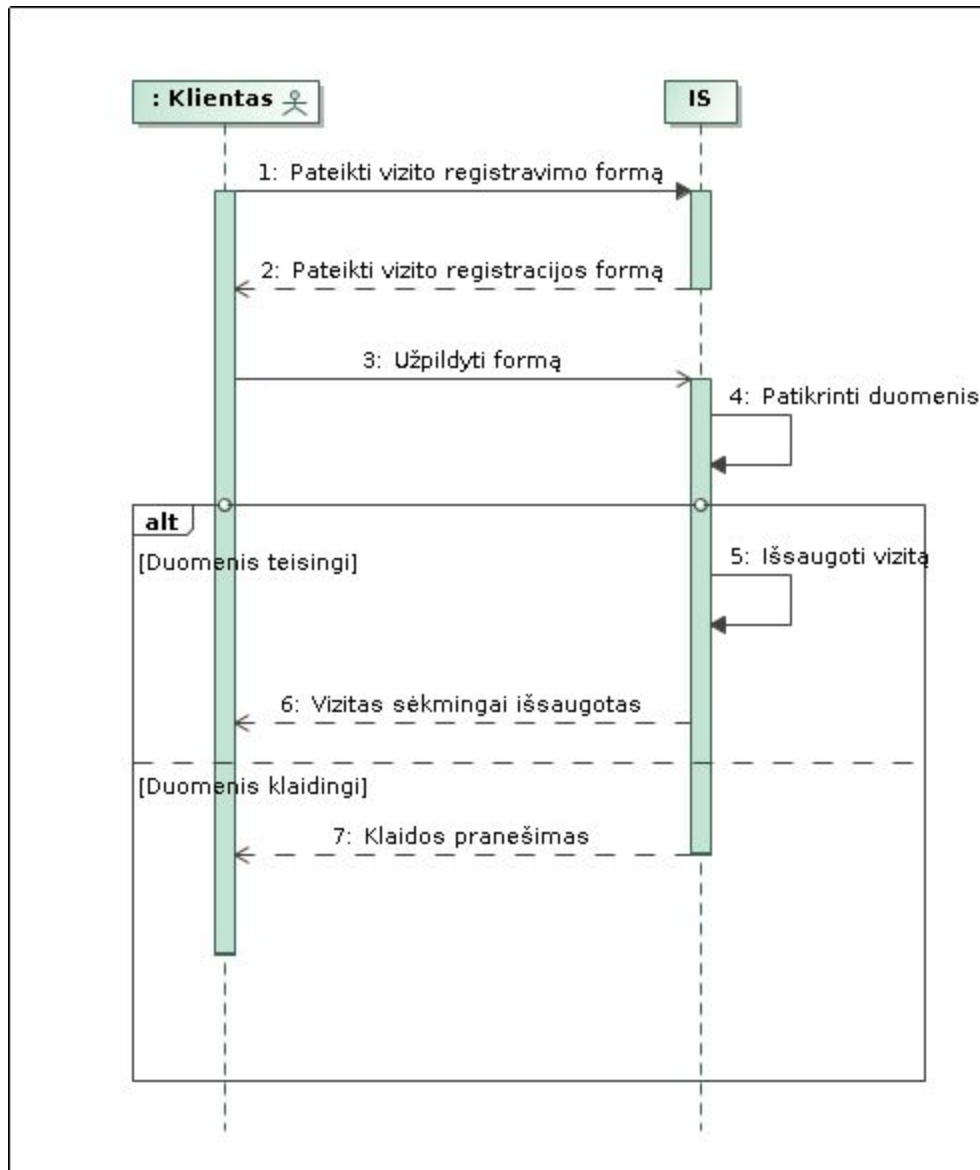 : Klientas
IS
1: Pateikti vizito registravimo formą
2: Pateikti vizito registracijos formą
3: Užpildyti formą
4: Patikrinti duomenis
alt
[Duomenis teisingi]
5: Išsaugoti vizitą
6: Vizitas sėkmingai išsaugotas
[Duomenis klaidingi]
7: Klaidos pranešimas